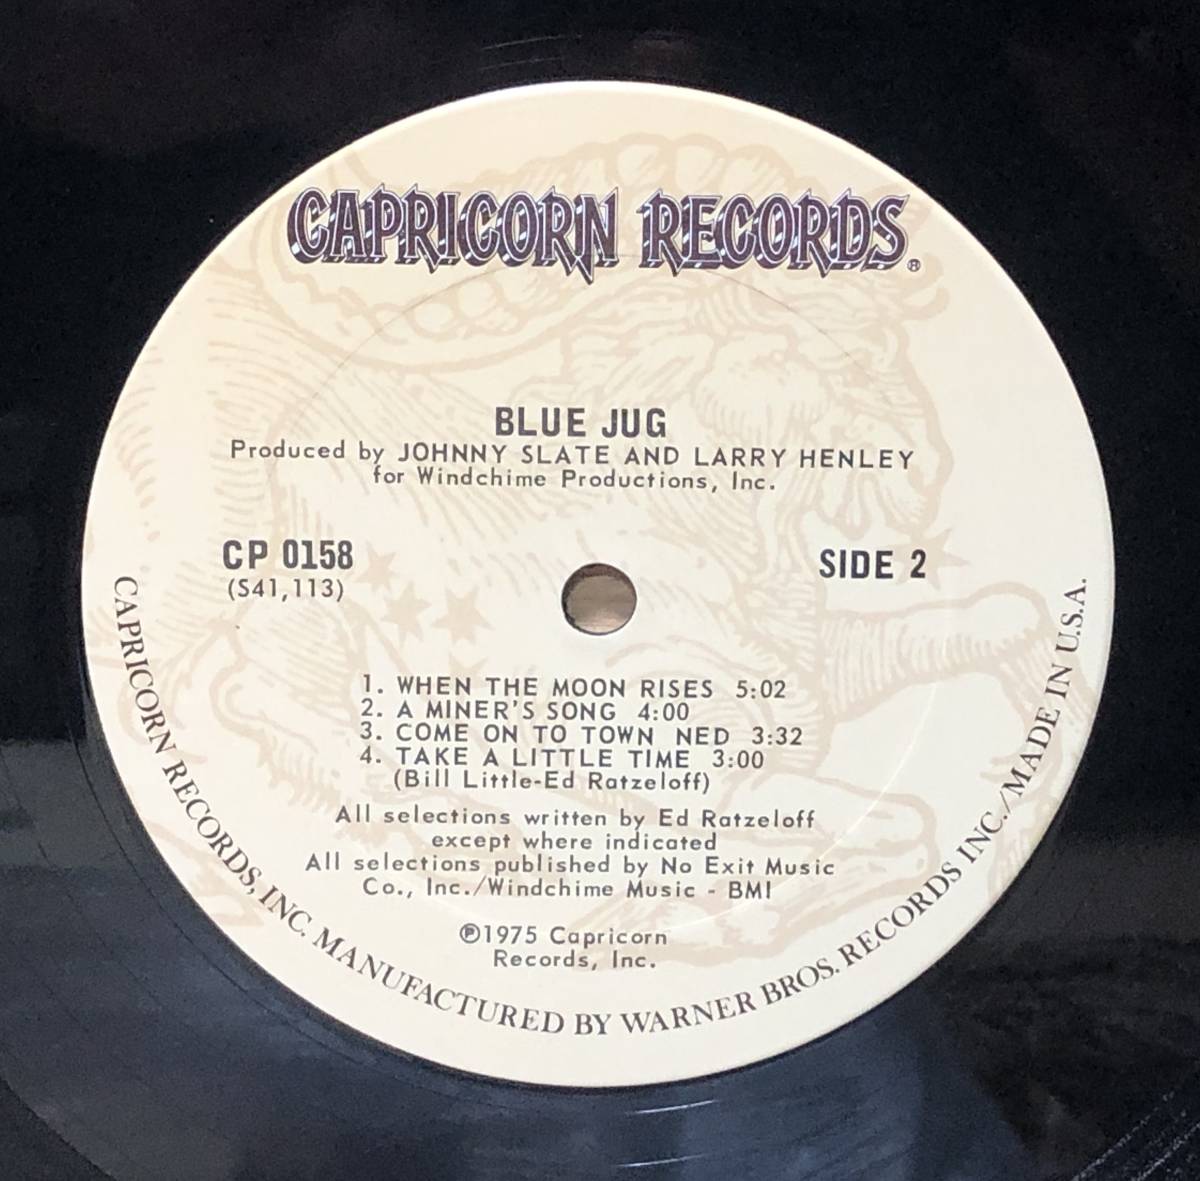 CAPRICORN RECORDS®
BLUE JUG
Produced by JOHNNY SLATE AND LARRY HENLEY
for Windchime Productions, Inc.
CP 0158
(S41,113)
SIDE 2
1. WHEN THE MOON RISES 5:02
2. A MINER'S SONG 4:00
3. COME ON TO TOWN NED 3:32
4. TAKE A LITTLE TIME 3:00
(Bill Little-Ed Ratzeloff)
All selections written by Ed Ratzeloff
except where indicated
All selections published by No Exit Music
Co., Inc./Windchime Music - BMI
℗1975 Capricorn
Records, Inc.
CAPRICORN RECORDS, INC. MANUFACTURED BY WARNER BROS. RECORDS INC./MADE IN U.S.A.